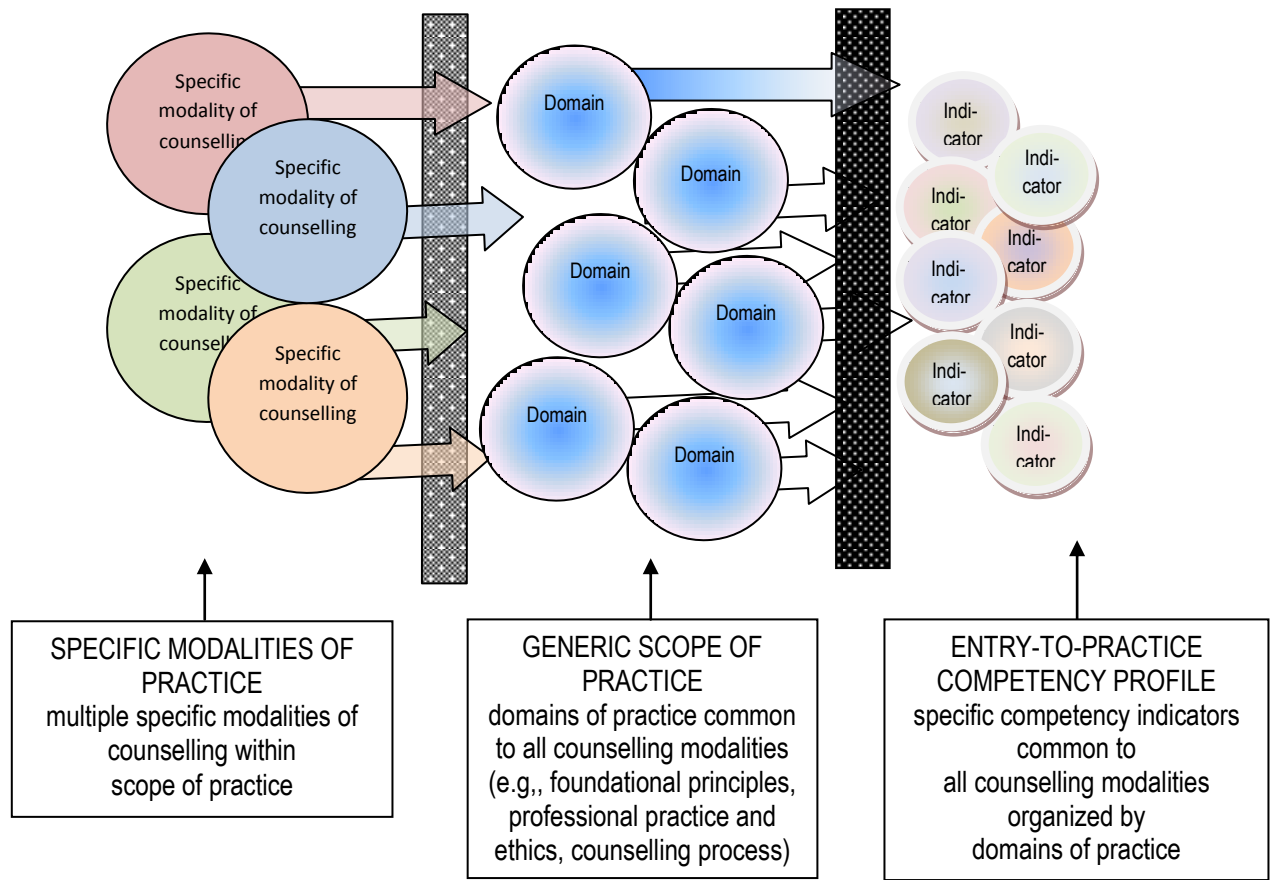 Specific
modality of
counsellin
Specific
modality of
counselling
Specific
modality of
counsell
Specific
modality of
counselling
Domain
Domain
Domain
Domain
Domain
Domain
Indi-
cator
Indi-
cator
Indi-
cator
Indi-
cator
Indi-
cator
Indi-
cator
Indi-
cator
Indi-
cator
SPECIFIC MODALITIES OF
PRACTICE
multiple specific modalities of
counselling within
scope of practice
GENERIC SCOPE OF
PRACTICE
domains of practice common
to all counselling modalities
(e.g,, foundational principles,
professional practice and
ethics, counselling process)
ENTRY-TO-PRACTICE
COMPETENCY PROFILE
specific competency indicators
common to
all counselling modalities
organized by
domains of practice